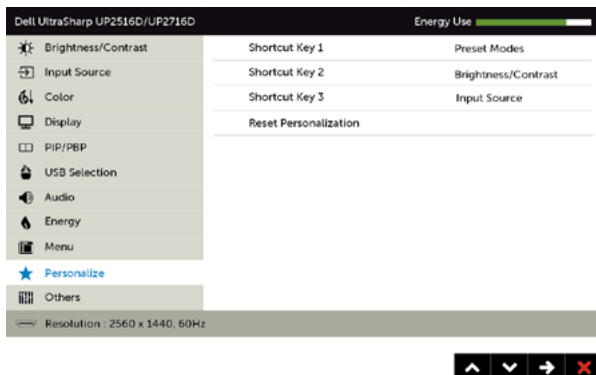 Dell UltraSharp UP2516D/UP2716D Energy Use
Brightness/Contrast Shortcut Key 1 Preset Modes
Input Source Shortcut Key 2 Brightness/Contrast
Color Shortcut Key 3 Input Source
Display Reset Personalization
PIP/PBP
USB Selection
Audio
Energy
Menu
Personalize
Others
Resolution : 2560 x 1440, 60Hz